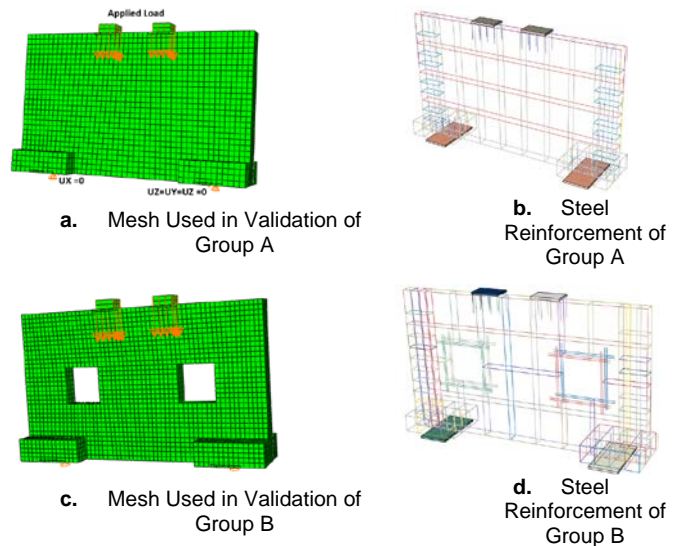 Applied Load
UX =0
UZ=UY=UZ =0
a. Mesh Used in Validation of
Group A
b. Steel
Reinforcement of
Group A
c. Mesh Used in Validation of
Group B
d. Steel
Reinforcement of
Group B